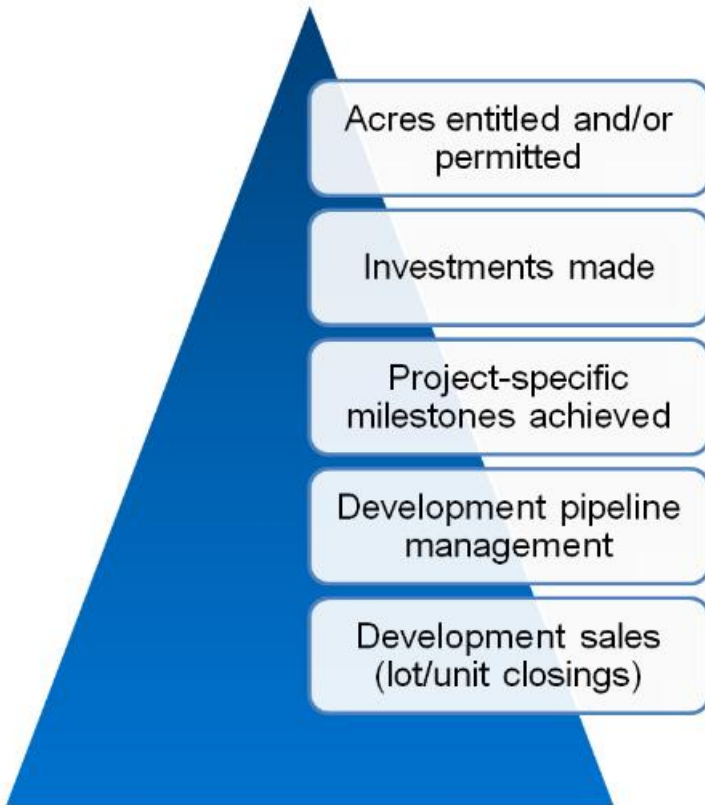 Acres entitled and/or
permitted
Investments made
Project-specific
milestones achieved
Development pipeline
management
Development sales
(lot/unit closings)